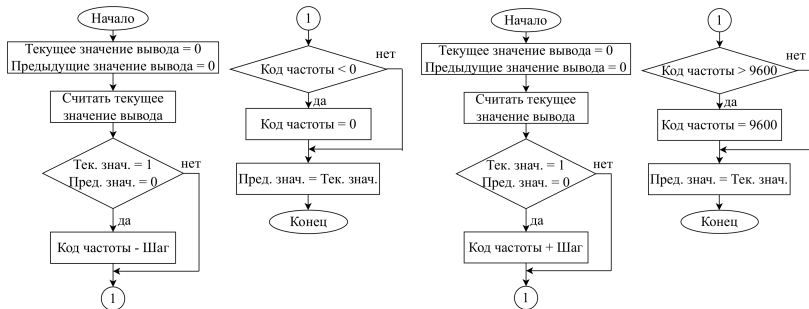 Начало
Текущее значение вывода = 0
Предыдущие значение вывода = 0
Считать текущее
значение вывода
Тек. знач. = 1
Пред. знач. = 0
нет
да
Код частоты - Шаг
1
1
Код частоты < 0
нет
да
Код частоты = 0
Пред. знач. = Тек. знач.
Конец
Начало
Текущее значение вывода = 0
Предыдущие значение вывода = 0
Считать текущее
значение вывода
Тек. знач. = 1
Пред. знач. = 0
нет
да
Код частоты + Шаг
1
1
Код частоты > 9600
нет
да
Код частоты = 9600
Пред. знач. = Тек. знач.
Конец